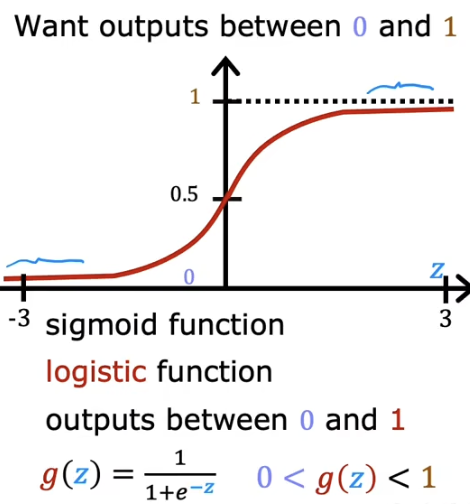 Want outputs between 0 and 1
1
0.5
0
z
-3
3
sigmoid function
logistic function
outputs between 0 and 1
g(z) = 1/(1+e^-z) 0 < g(z) < 1